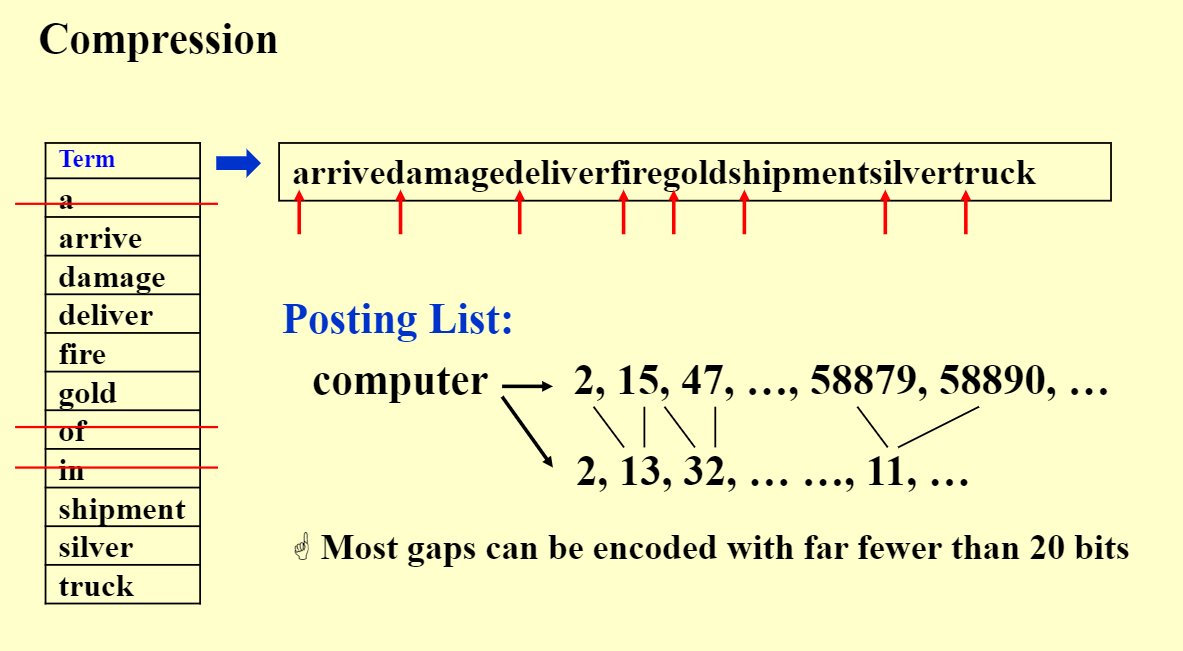 Compression
Term
a
arrive
damage
deliver
fire
gold
of
in
shipment
silver
truck
arrivedamagedeliverfiregoldshipmentsilvertruck
Posting List:
computer
2, 15, 47, …, 58879, 58890, …
2, 13, 32, … …, 11, …
☝ Most gaps can be encoded with far fewer than 20 bits